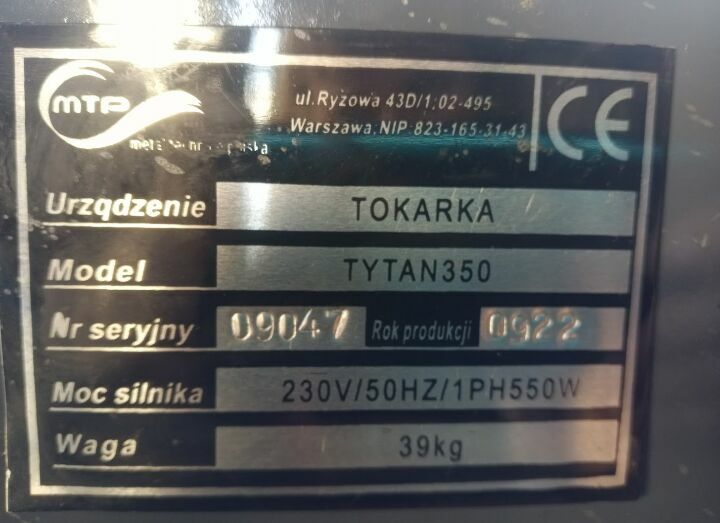 MTP
ul.Ryżowa 43D/1;02-495
Warszawa,NIP 823-165-31-43
CE
Urządzenie TOKARKA
Model TYTAN350
Nr seryjny 09047 Rok produkcji 0922
Moc silnika 230V/50HZ/1PH550W
Waga 39kg